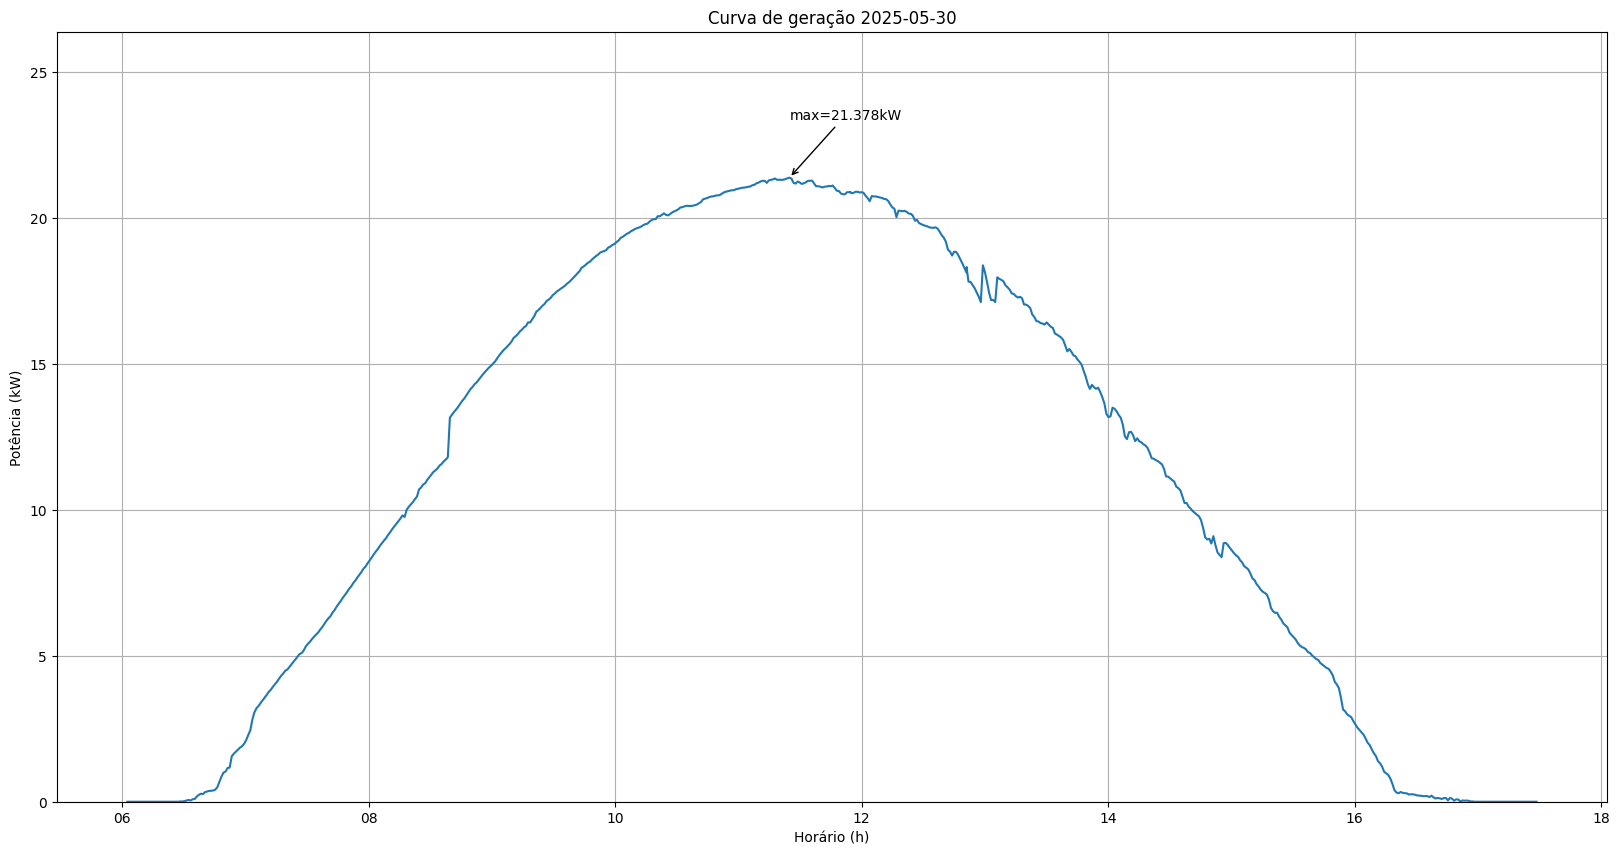 Curva de geração 2025-05-30
25
max=21.378kW
20
15
Potência (kW)
10
5
0
06 08 10 12 14 16 18
Horário (h)